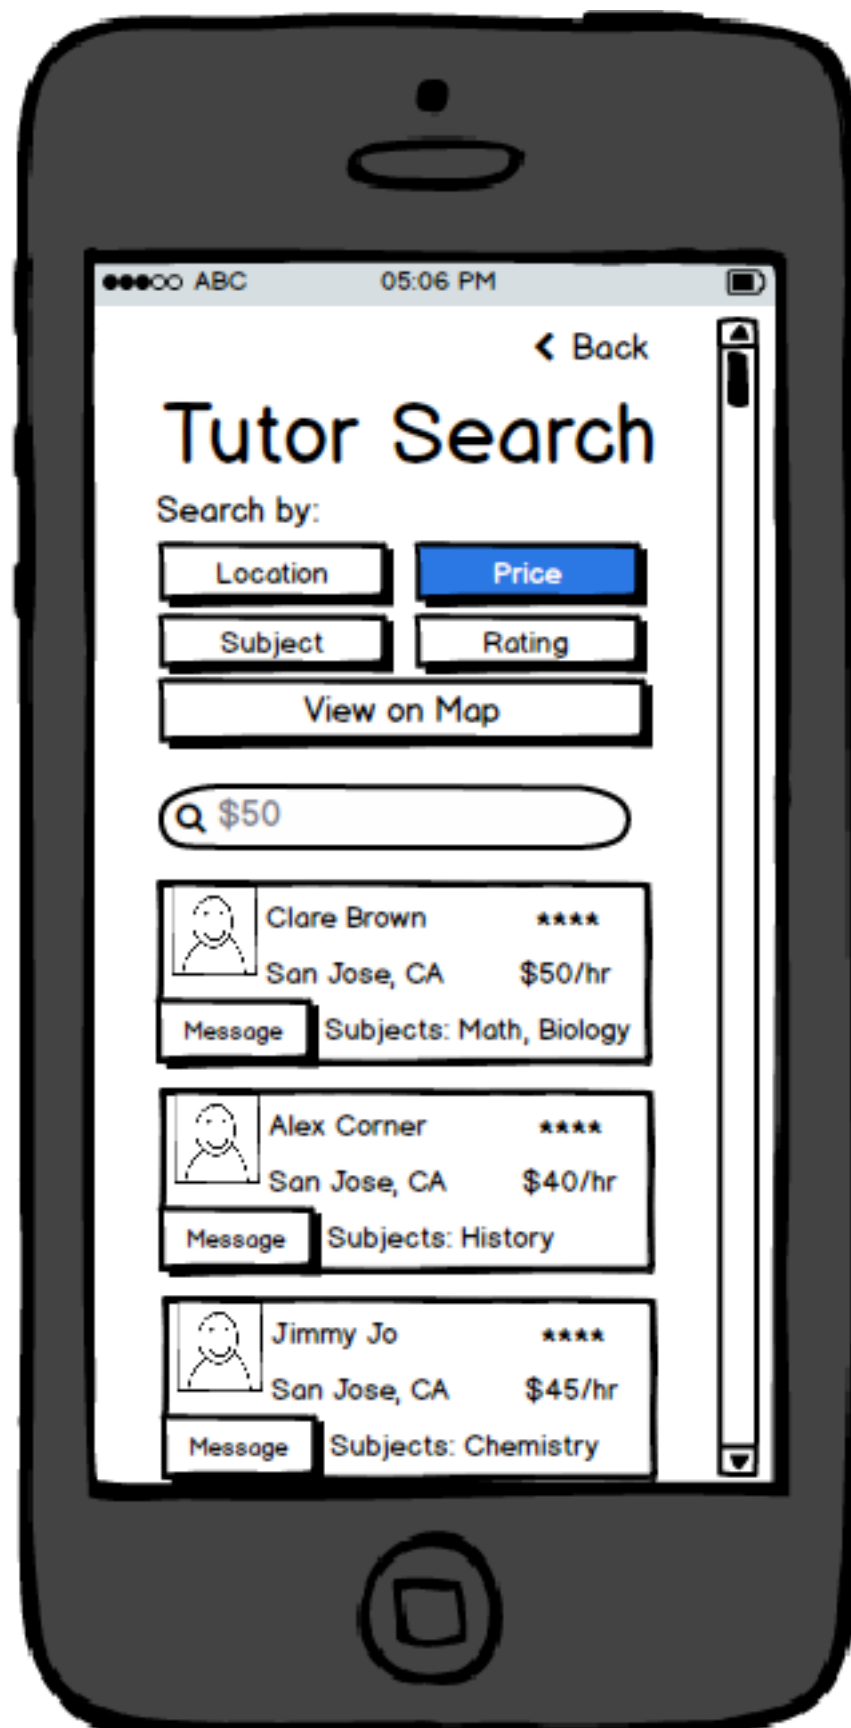 ABC 05:06 PM
Back
Tutor Search
Search by:
Location Price
Subject Rating
View on Map
$50
Clare Brown ****
San Jose, CA $50/hr
Message Subjects: Math, Biology
Alex Corner ****
San Jose, CA $40/hr
Message Subjects: History
Jimmy Jo ****
San Jose, CA $45/hr
Message Subjects: Chemistry